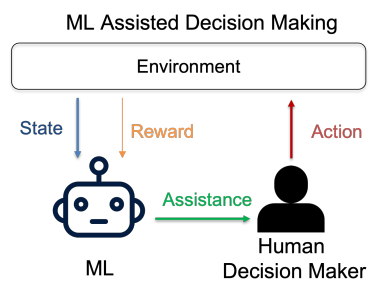 ML Assisted Decision Making
Environment
State
Reward
Action
Assistance
ML
Human
Decision Maker